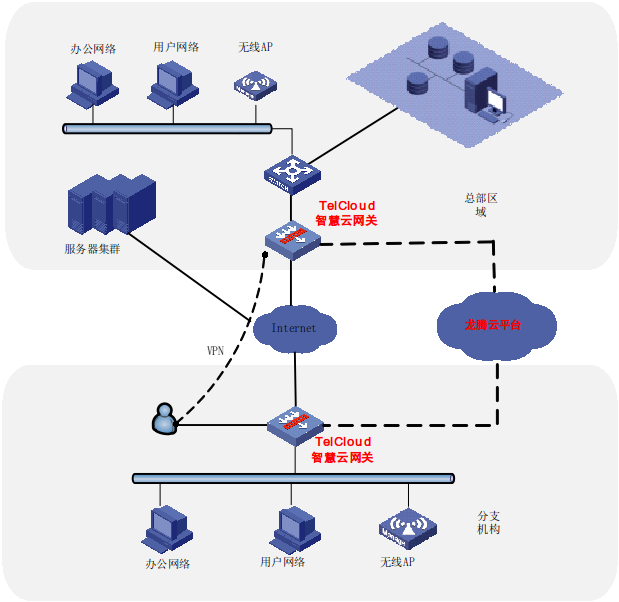 办公网络
用户网络
无线AP
TelCloud
智慧云网关
总部区
域
服务器集群
Internet
龙腾云平台
VPN
TelCloud
智慧云网关
分支
机构
办公网络
用户网络
无线AP